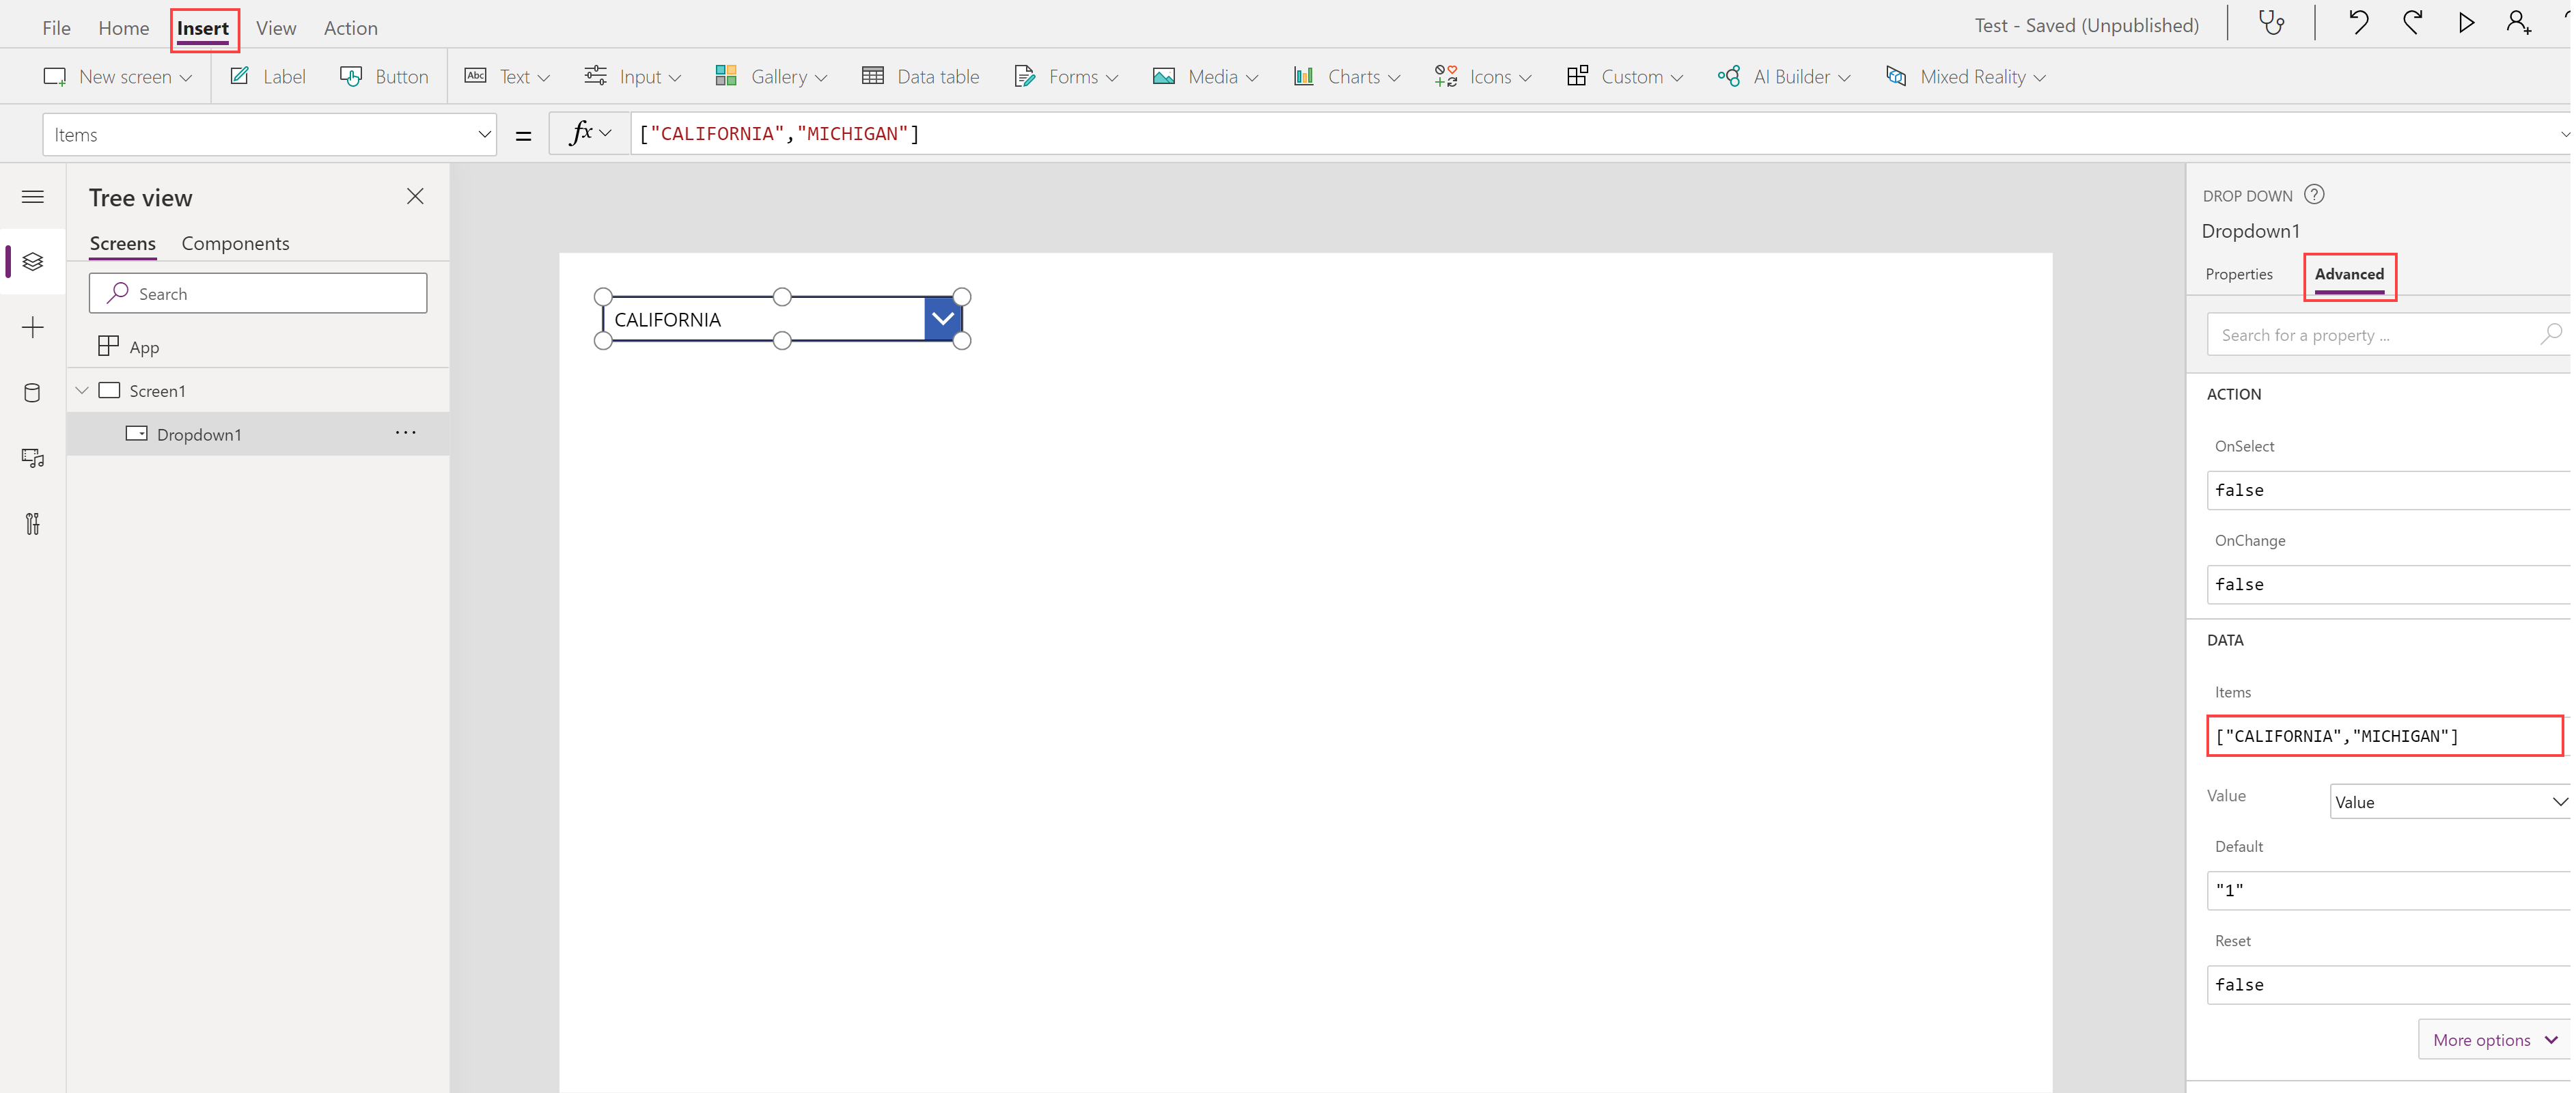 File Home Insert View Action
Test - Saved (Unpublished)
New screen Label Button Abc Text Input Gallery Data table Forms Media Charts Icons Custom AI Builder Mixed Reality
Items = fx ["CALIFORNIA","MICHIGAN"]
Tree view
Screens Components
Search
App
Screen1
Dropdown1 ...
CALIFORNIA
DROP DOWN ?
Dropdown1
Properties Advanced
Search for a property ...
ACTION
OnSelect
false
OnChange
false
DATA
Items
["CALIFORNIA","MICHIGAN"]
Value Value
Default
"1"
Reset
false
More options